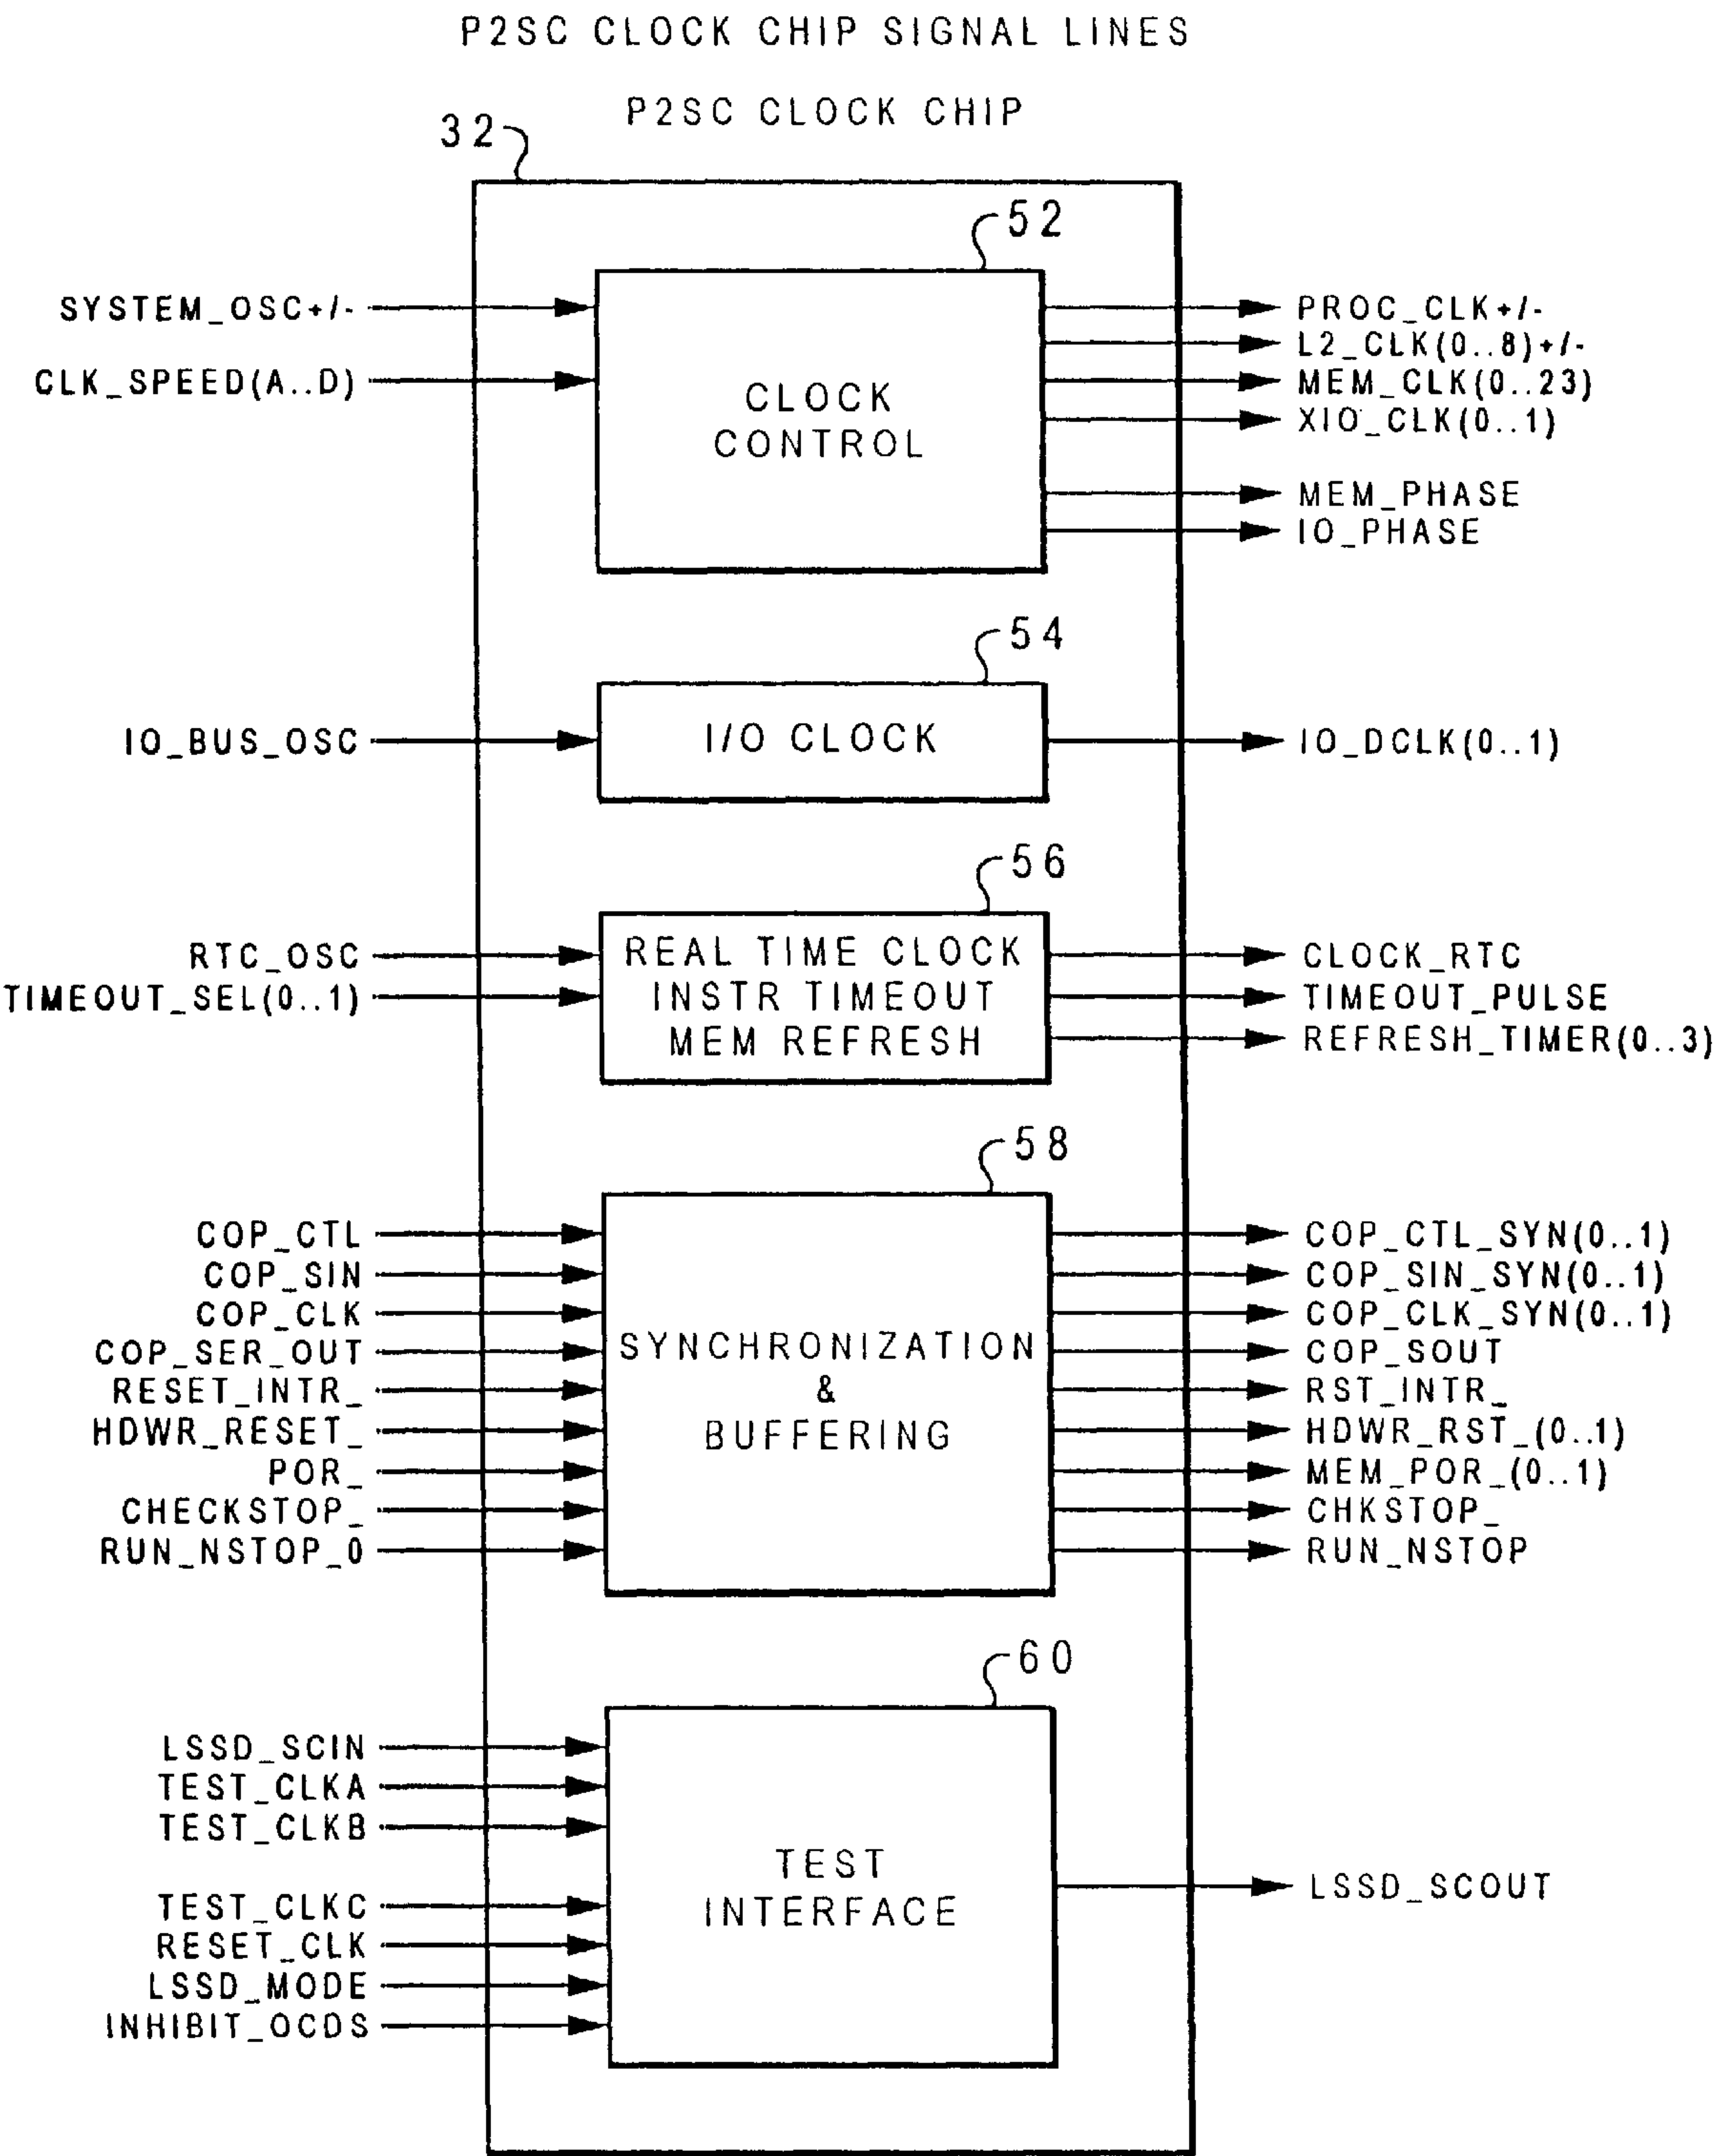 P2SC CLOCK CHIP SIGNAL LINES
P2SC CLOCK CHIP
32
52
SYSTEM_OSC+/-
CLK_SPEED(A..D)
CLOCK
CONTROL
PROC_CLK+/-
L2_CLK(0..8)+/-
MEM_CLK(0..23)
XIO_CLK(0..1)
MEM_PHASE
IO_PHASE
54
IO_BUS_OSC
I/O CLOCK
IO_DCLK(0..1)
56
RTC_OSC
TIMEOUT_SEL(0..1)
REAL TIME CLOCK
INSTR TIMEOUT
MEM REFRESH
CLOCK_RTC
TIMEOUT_PULSE
REFRESH_TIMER(0..3)
58
COP_CTL
COP_SIN
COP_CLK
COP_SER_OUT
RESET_INTR_
HDWR_RESET_
POR_
CHECKSTOP_
RUN_NSTOP_0
SYNCHRONIZATION
&
BUFFERING
COP_CTL_SYN(0..1)
COP_SIN_SYN(0..1)
COP_CLK_SYN(0..1)
COP_SOUT
RST_INTR_
HDWR_RST_(0..1)
MEM_POR_(0..1)
CHKSTOP_
RUN_NSTOP
60
LSSD_SCIN
TEST_CLKA
TEST_CLKB
TEST_CLKC
RESET_CLK
LSSD_MODE
INHIBIT_OCDS
TEST
INTERFACE
LSSD_SCOUT